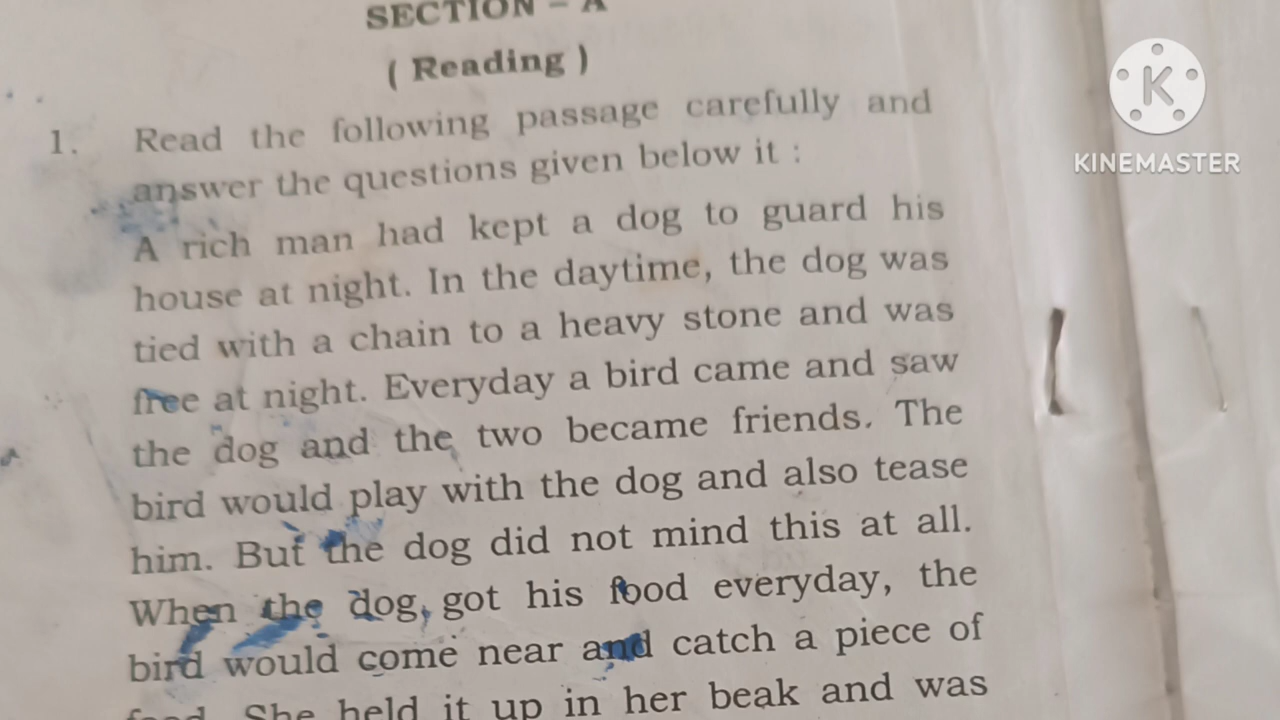 SECTION – A
( Reading )
1. Read the following passage carefully and
answer the questions given below it :
A rich man had kept a dog to guard his
house at night. In the daytime, the dog was
tied with a chain to a heavy stone and was
free at night. Everyday a bird came and saw
the dog and the two became friends. The
bird would play with the dog and also tease
him. But the dog did not mind this at all.
When the dog got his food everyday, the
bird would come near and catch a piece of
food. She held it up in her beak and was
K
KINEMASTER